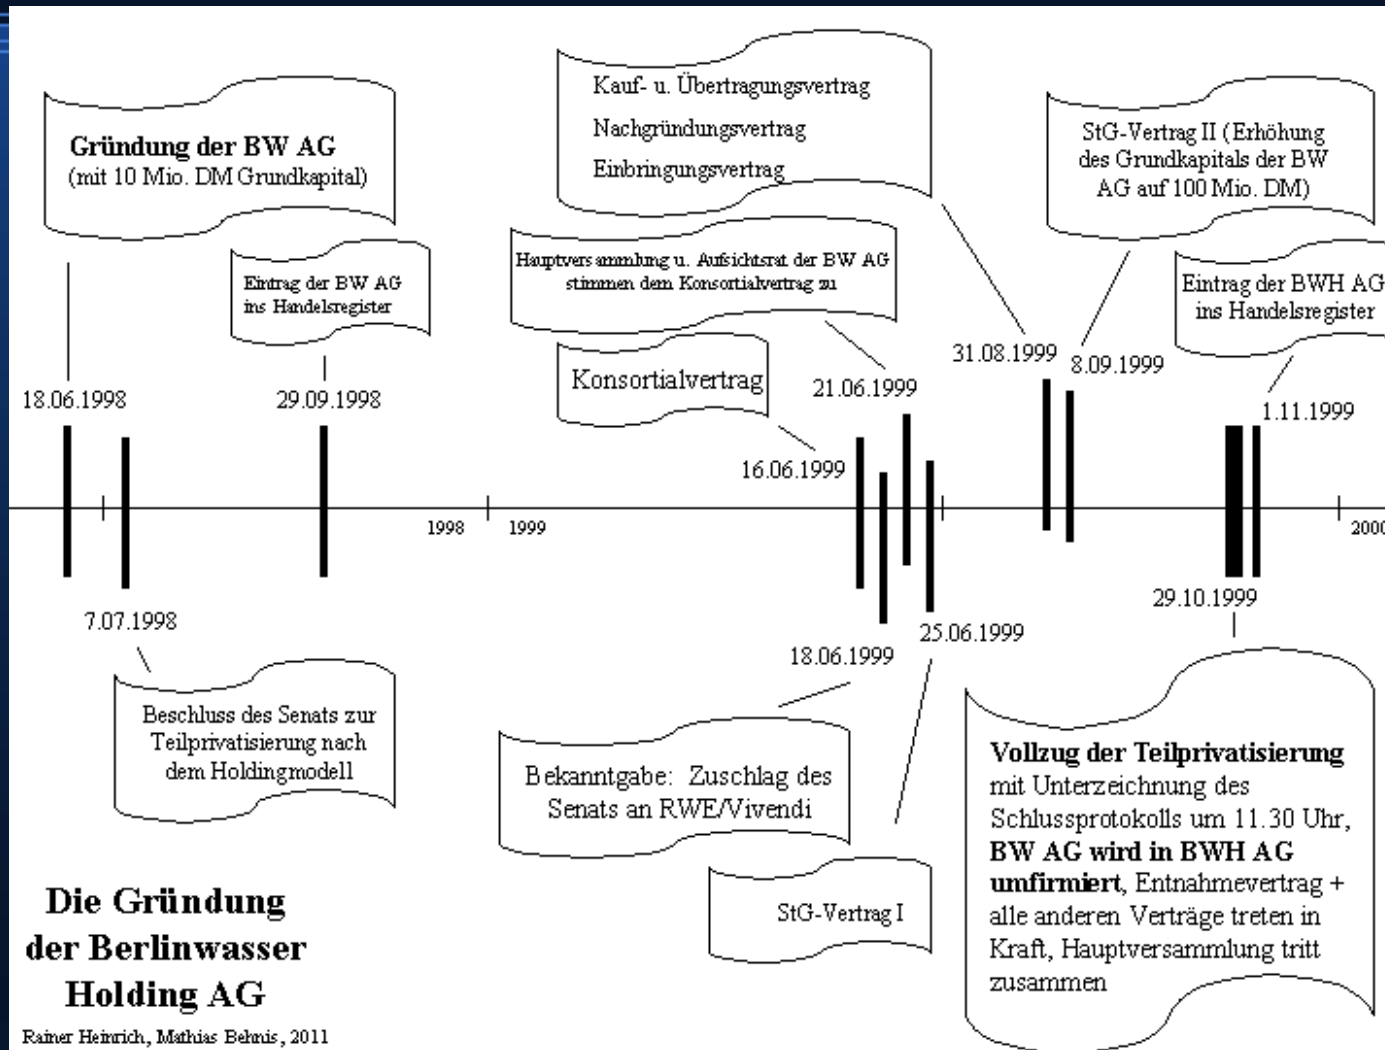 Gründung der BW AG
(mit 10 Mio. DM Grundkapital)
18.06.1998
Eintrag der BW AG
ins Handelsregister
29.09.1998
Kauf- u. Übertragungsvertrag
Nachgründungsvertrag
Einbringungsvertrag
31.08.1999
Hauptversammlung u. Aufsichtsrat der BW AG
stimmen dem Konsortialvertrag zu
21.06.1999
Konsortialvertrag
16.06.1999
StG-Vertrag II (Erhöhung
des Grundkapitals der BW
AG auf 100 Mio. DM)
8.09.1999
Eintrag der BWH AG
ins Handelsregister
1.11.1999
1998
1999
2000
7.07.1998
Beschluss des Senats zur
Teilprivatisierung nach
dem Holdingmodell
18.06.1999
Bekanntgabe: Zuschlag des
Senats an RWE/Vivendi
25.06.1999
StG-Vertrag I
29.10.1999
Vollzug der Teilprivatisierung
mit Unterzeichnung des
Schlussprotokolls um 11.30 Uhr,
BW AG wird in BWH AG
umfirmiert, Entnahmevertrag +
alle anderen Verträge treten in
Kraft, Hauptversammlung tritt
zusammen
Die Gründung
der Berlinwasser
Holding AG
Rainer Heinrich, Mathias Behnis, 2011